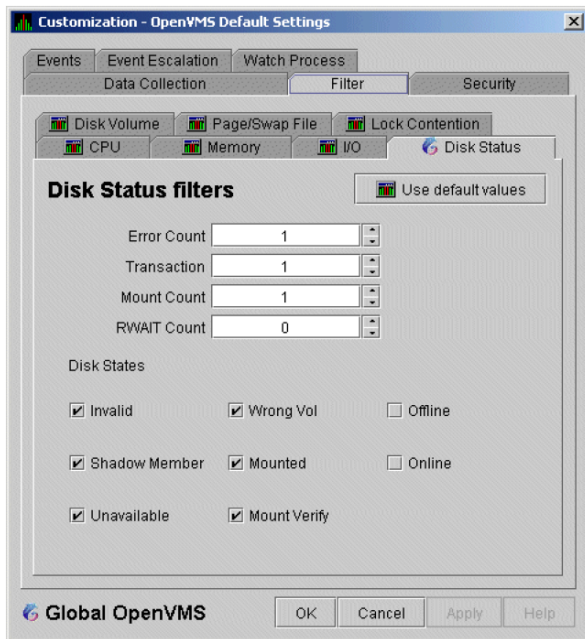 Customization - OpenVMS Default Settings
Events Event Escalation Watch Process
Data Collection Filter Security
Disk Volume Page/Swap File Lock Contention
CPU Memory I/O Disk Status
Disk Status filters Use default values
Error Count 1
Transaction 1
Mount Count 1
RWAIT Count 0
Disk States
Invalid Wrong Vol Offline
Shadow Member Mounted Online
Unavailable Mount Verify
Global OpenVMS OK Cancel Apply Help